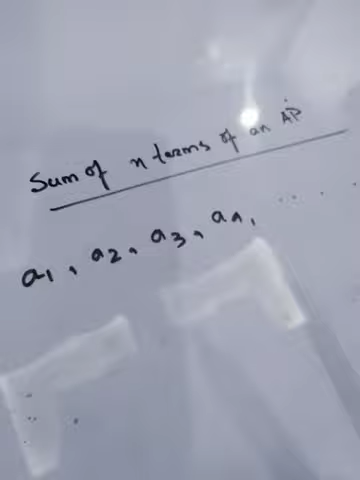 Sum of n terms of an AP
a1, a2, a3, a4, ....